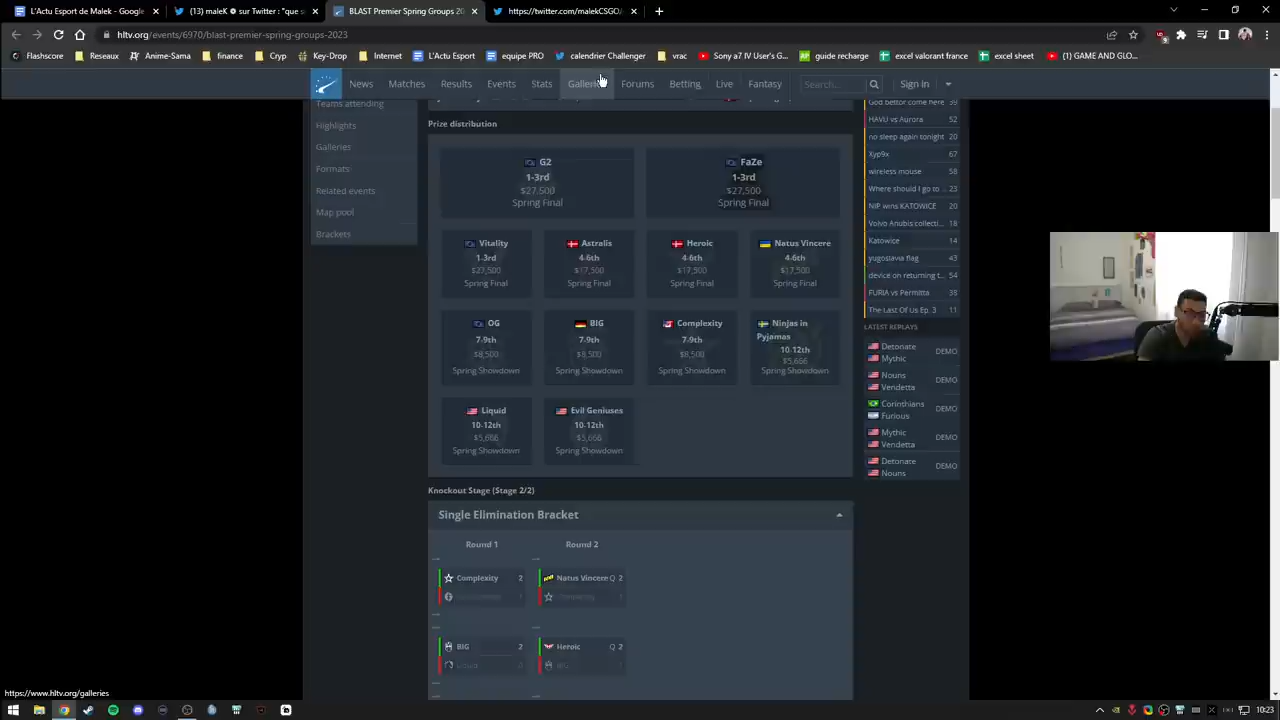 L'Actu Esport de Malek - Google
(13) maleK sur Twitter : "que s
BLAST Premier Spring Groups 20
https://twitter.com/malekCSGO/
hltv.org/events/6970/blast-premier-spring-groups-2023
Flashscore
Reseaux
Anime-Sama
financier
Cryp
Key-Drop
Internet
L'Actu Esport
equipe PRO
calendrier Challenger
vrac
Sony a7 IV User's G...
guide recharge
excel valorant france
excel sheet
(1) GAME AND GLO...
News
Matches
Results
Events
Stats
Galleries
Forums
Betting
Live
Fantasy
Search...
Sign in
Teams attending
Highlights
Galleries
Formats
Related events
Map pool
Brackets
Prize distribution
G2
1-3rd
$27,500
Spring Final
FaZe
1-3rd
$27,500
Spring Final
Vitality
1-3rd
$27,500
Spring Final
Astralis
4-6th
$17,500
Spring Final
Heroic
4-6th
$17,500
Spring Final
Natus Vincere
4-6th
$17,500
Spring Final
OG
7-9th
$8,500
Spring Showdown
BIG
7-9th
$8,500
Spring Showdown
Complexity
7-9th
$8,500
Spring Showdown
Ninjas in
Pyjamas
10-12th
$5,666
Spring Showdown
Liquid
10-12th
$5,666
Spring Showdown
Evil Geniuses
10-12th
$5,666
Spring Showdown
Knockout Stage (Stage 2/2)
Single Elimination Bracket
Round 1
Round 2
Complexity 2
1
Natus Vincere Q 2
Complexity 1
BIG 2
Liquid 0
Heroic Q 2
BIG 1
God bettor come here 39
HAVU vs Aurora 52
no sleep again tonight 20
Xyp9x 67
wireless mouse 58
Where should I go to ... 23
NIP wins KATOWICE 20
Volvo Anubis collecti... 18
Katowice 14
yugoslavia flag 43
device on returning t... 54
FURIA vs Permitta 33
The Last Of Us Ep. 3 11
LATEST REPLAYS
Detonate
Mythic
DEMO
Nouns
Vendetta
DEMO
Corinthians
Furious
DEMO
Mythic
Vendetta
DEMO
Detonate
Nouns
DEMO
https://www.hltv.org/galleries
10:23